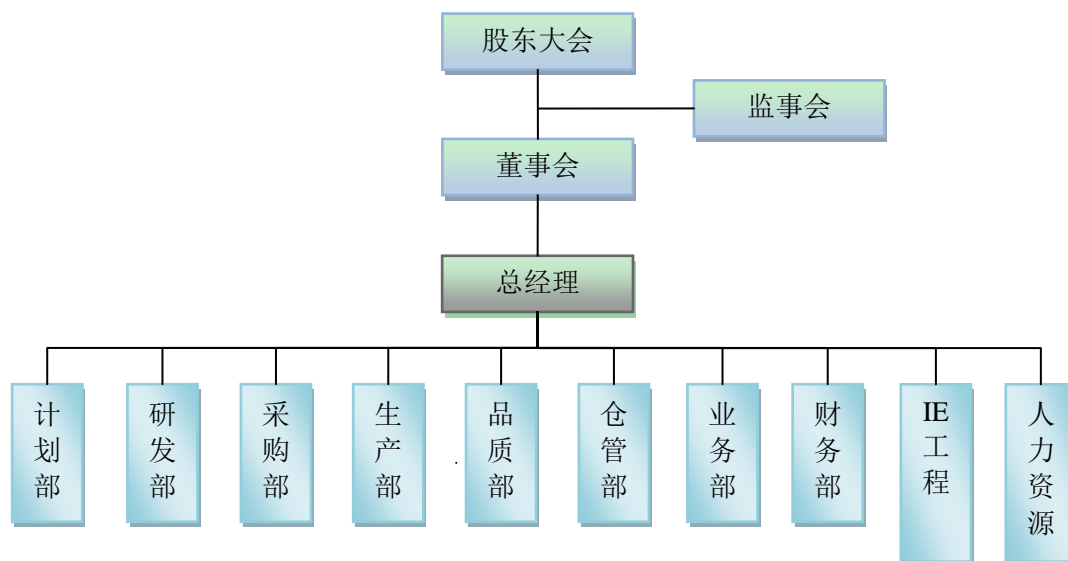 股东大会
监事会
董事会
总经理
计划部
研发部
采购部
生产部
品质部
仓管部
业务部
财务部
IE工程
人力资源